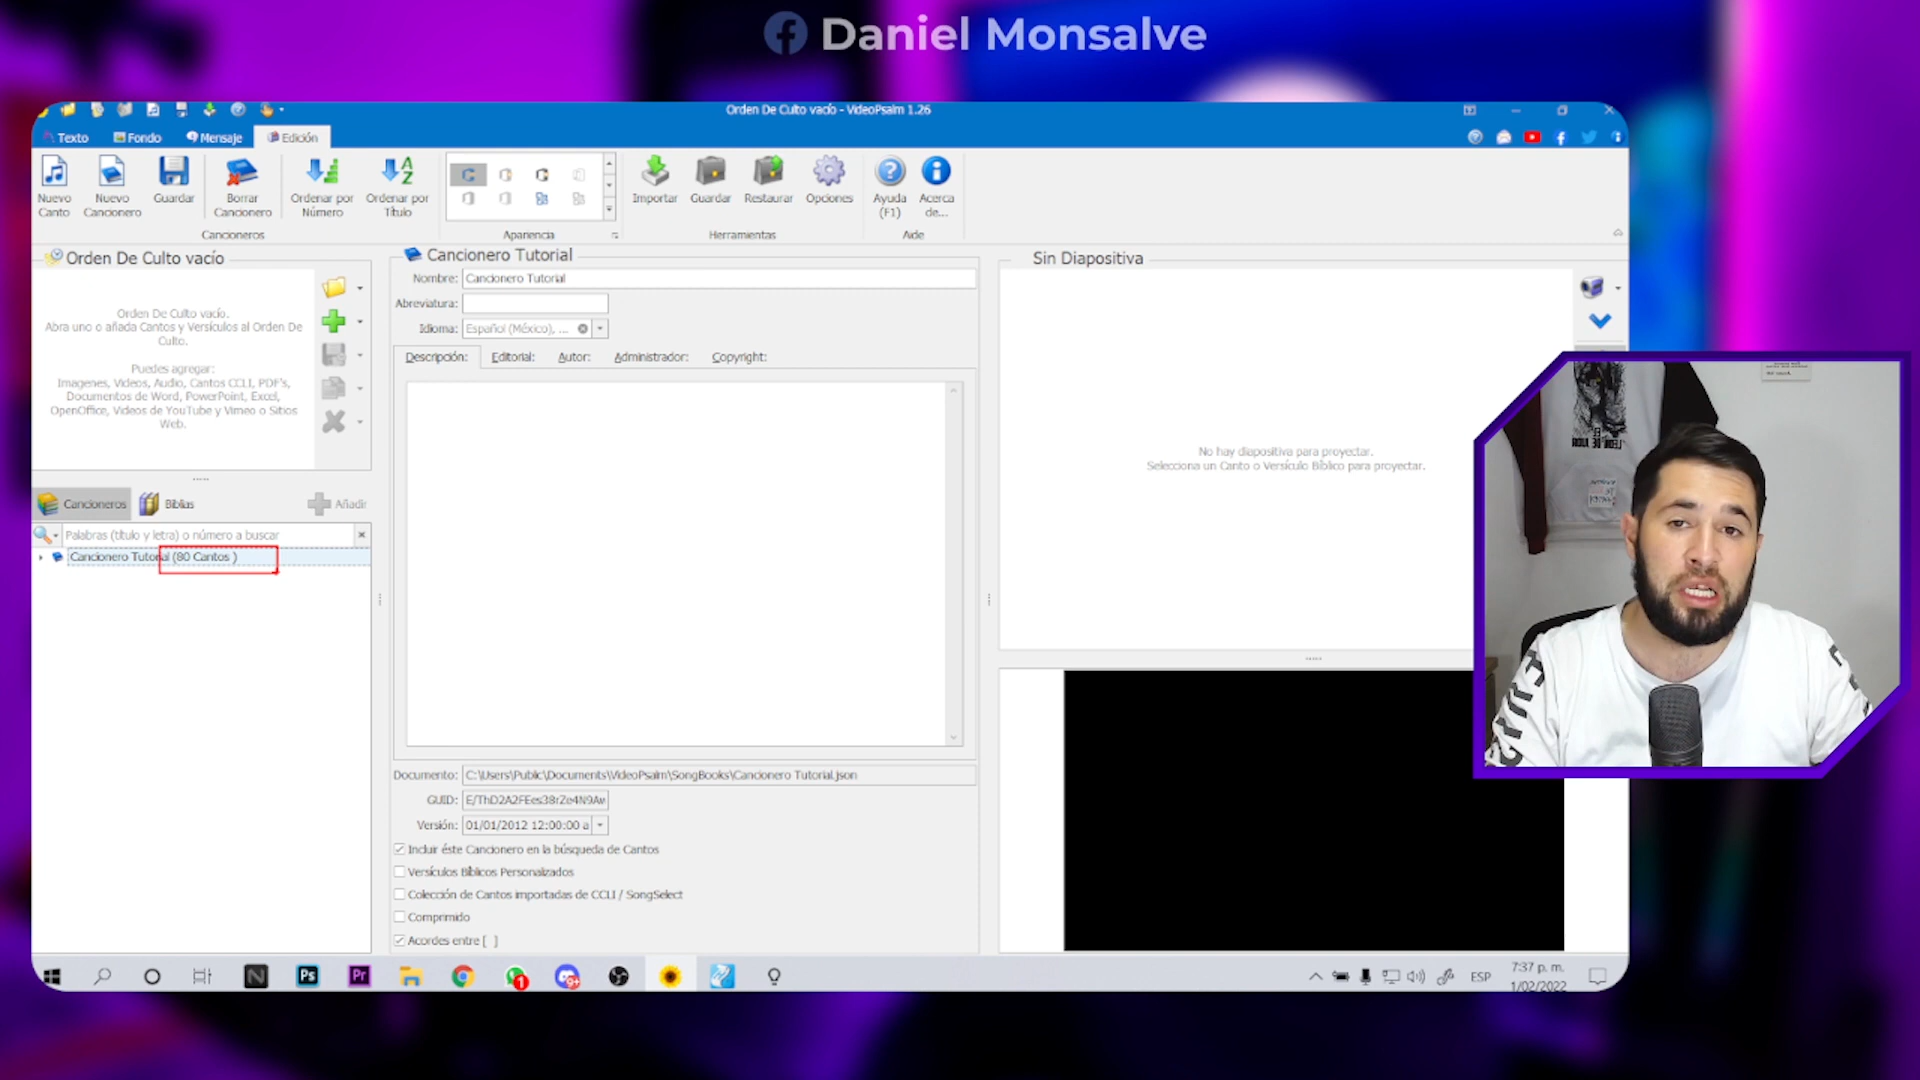 Daniel Monsalve
Orden De Culto vacío - VideoPsalm 1.26
Texto
Fondo
Mensaje
Edición
Nuevo Canto
Nuevo Cancionero
Guardar
Borrar Cancionero
Ordenar por Número
Ordenar por Título
Importar
Guardar
Restaurar
Opciones
Ayuda (F1)
Acerca de...
Cancioneros
Apariencia
Herramientas
Aide
Orden De Culto vacío
Orden De Culto vacío.
Abra uno o añada Cantos y Versículos al Orden De
Culto.
Puedes agregar:
Imagenes, Videos, Audio, Cantos CCLI, PDF's,
Documentos de Word, PowerPoint, Excel,
OpenOffice, Videos de YouTube y Vimeo o Sitios
Web.
Cancioneros
Biblias
Añadir
Palabras (título y letra) o número a buscar
Cancionero Tutorial (80 Cantos )
Cancionero Tutorial
Nombre: Cancionero Tutorial
Abreviatura:
Idioma: Español (México), ...
Descripción:
Editorial:
Autor:
Administrador:
Copyright:
Documento: C:\Users\Public\Documents\VideoPsalm\SongBooks\Cancionero Tutorial.json
GUID: E/ThD2A2FEes38rZe4N9Aw
Versión: 01/01/2012 12:00:00 a
Incluir éste Cancionero en la búsqueda de Cantos
Versículos Bíblicos Personalizados
Colección de Cantos importadas de CCLI / SongSelect
Comprimido
Acordes entre [ ]
Sin Diapositiva
No hay diapositiva para proyectar.
Selecciona un Canto o Versículo Bíblico para proyectar.
Ps
Pr
1
9+
ESP
7:37 p. m.
1/02/2022